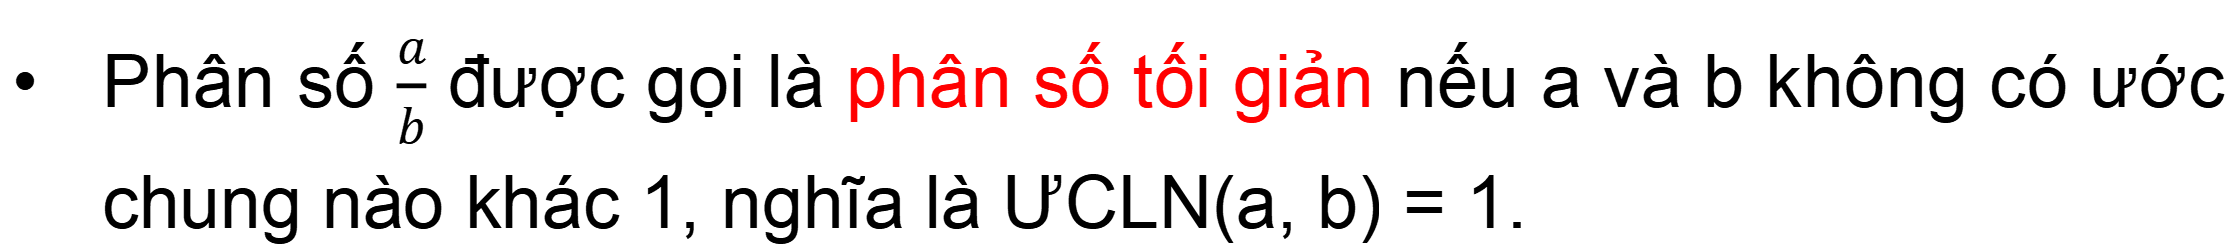 • Phân số a/b được gọi là phân số tối giản nếu a và b không có ước
chung nào khác 1, nghĩa là ƯCLN(a, b) = 1.